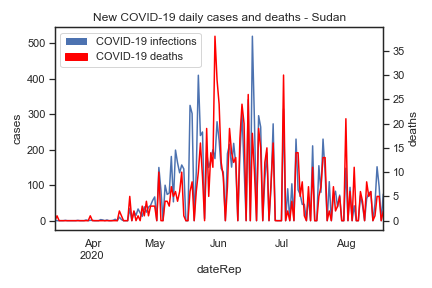 New COVID-19 daily cases and deaths - Sudan
COVID-19 infections
COVID-19 deaths
500
400
300
200
100
0
cases
35
30
25
20
15
10
5
0
deaths
Apr
2020
May
Jun
Jul
Aug
dateRep